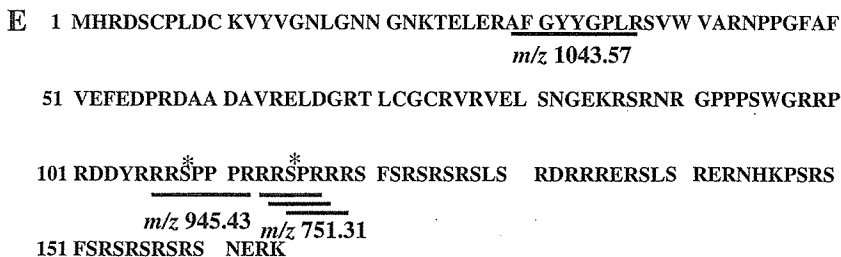 E 1 MHRDSCPLDC KVYVGNLGNN GNKTELERAF GYYGPLRSVW VARNPPGFAF
m/z 1043.57
51 VEFEDPRDAA DAVRELDGRT LCGCRVRVEL SNGEKRSRNR GPPPSWGRRP
* *
101 RDDYRRRSPP PRRRSPRRRS FSRSRSRSLS RDRRRERSLS RERNHKPSRS
m/z 945.43 m/z 751.31
151 FSRSRSRSRS NERK